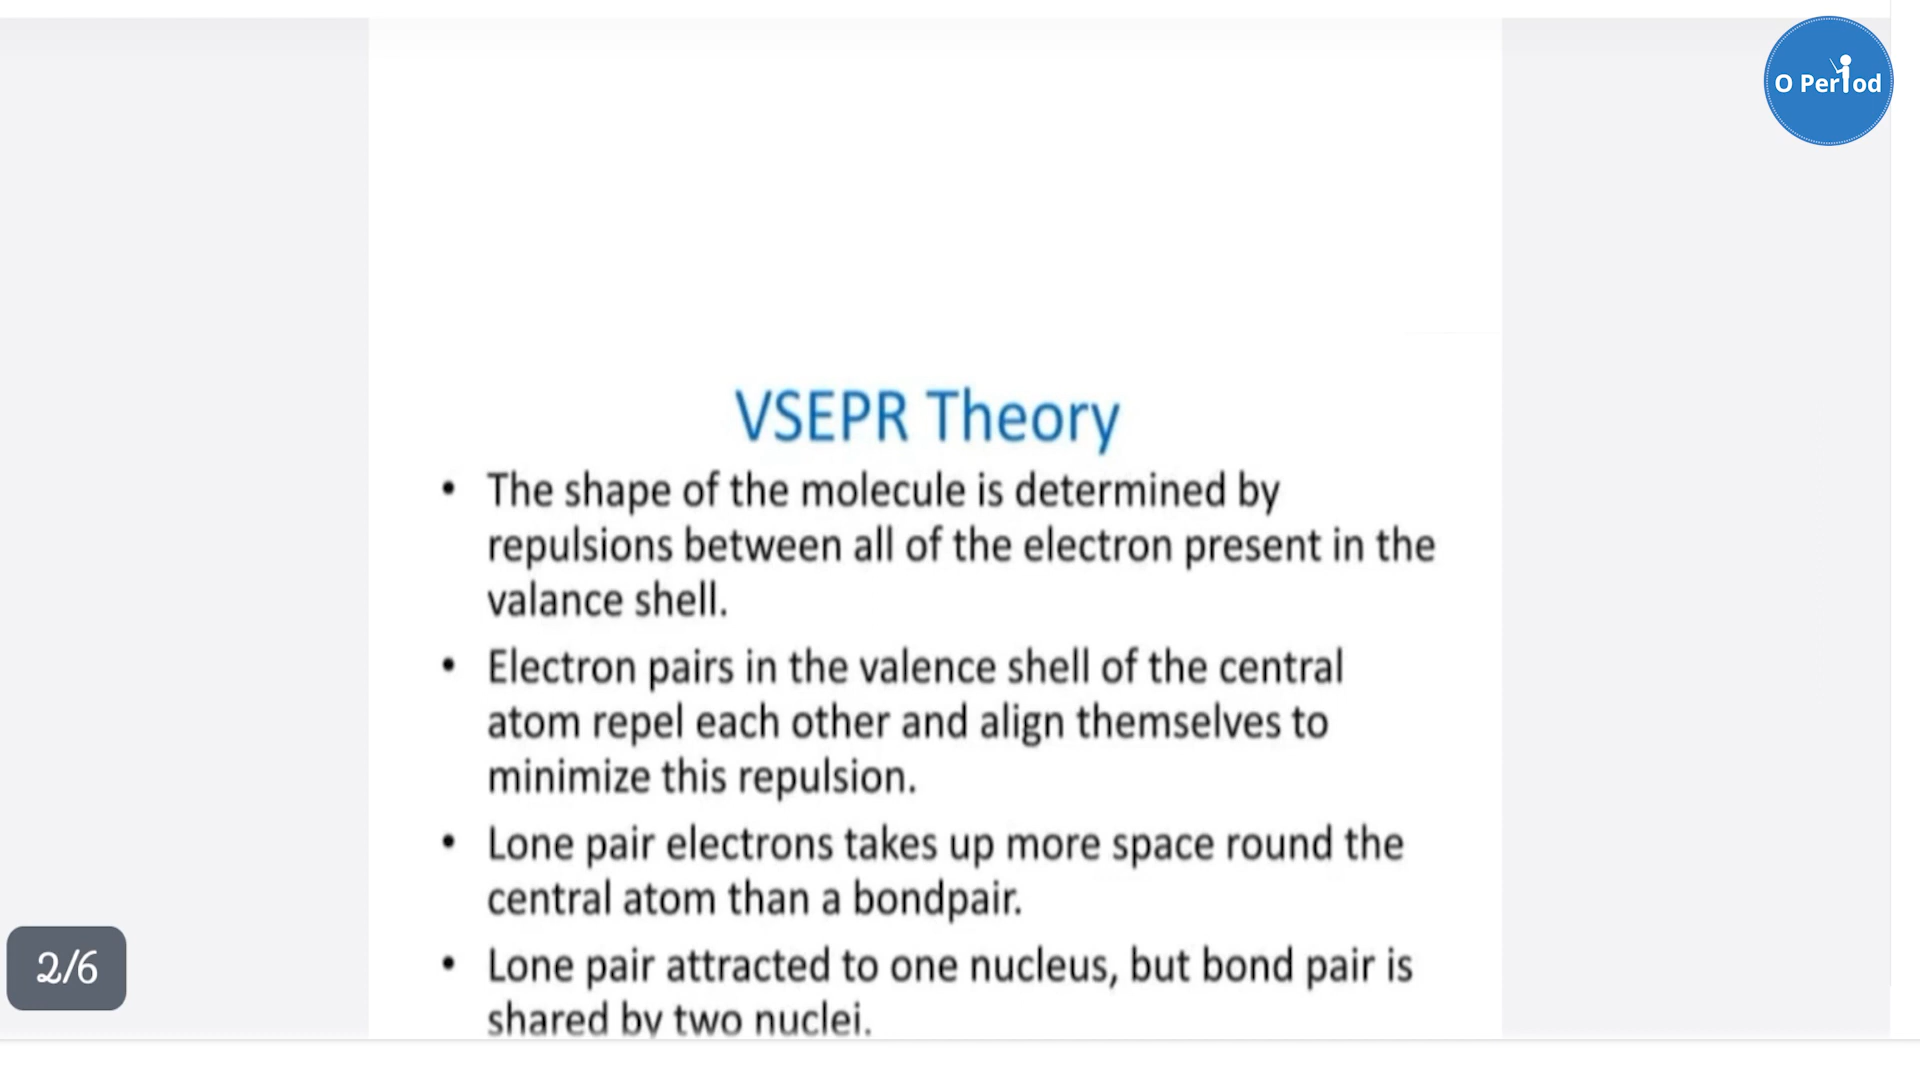 O Period
VSEPR Theory
• The shape of the molecule is determined by
repulsions between all of the electron present in the
valance shell.
• Electron pairs in the valence shell of the central
atom repel each other and align themselves to
minimize this repulsion.
• Lone pair electrons takes up more space round the
central atom than a bondpair.
• Lone pair attracted to one nucleus, but bond pair is
shared by two nuclei.
2/6